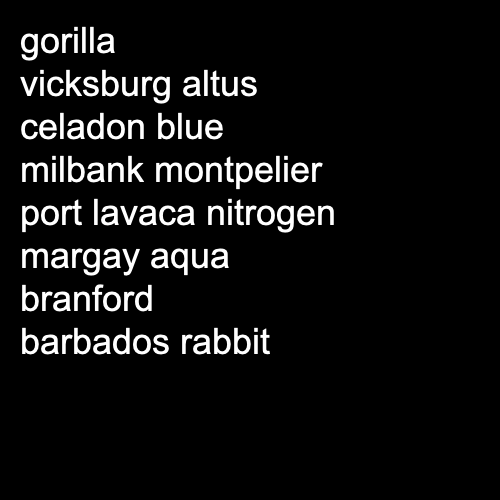 gorilla
vicksburg altus
celadon blue
milbank montpelier
port lavaca nitrogen
margay aqua
branford
barbados rabbit